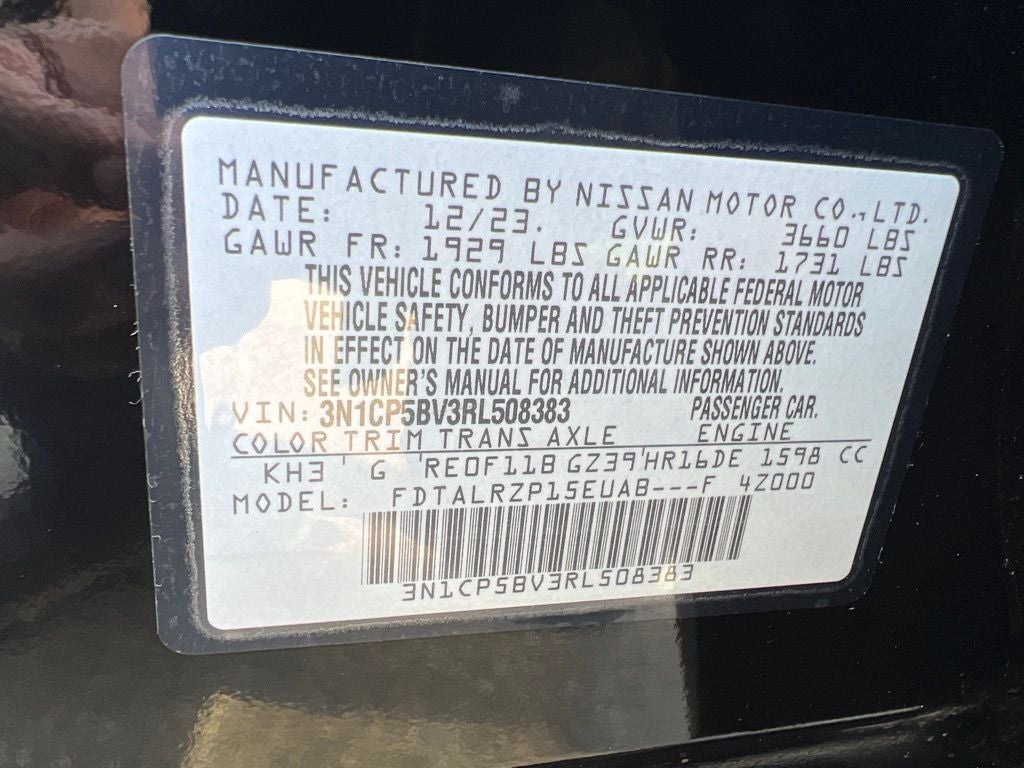 MANUFACTURED BY NISSAN MOTOR CO.,LTD.
DATE: 12/23. GVWR: 3660 LBS
GAWR FR: 1929 LBS GAWR RR: 1731 LBS
THIS VEHICLE CONFORMS TO ALL APPLICABLE FEDERAL MOTOR
VEHICLE SAFETY, BUMPER AND THEFT PREVENTION STANDARDS
IN EFFECT ON THE DATE OF MANUFACTURE SHOWN ABOVE.
SEE OWNER'S MANUAL FOR ADDITIONAL INFORMATION.
VIN: 3N1CP5BV3RL508383 PASSENGER CAR.
COLOR TRIM TRANS AXLE ENGINE
KH3 ' G ' RE0F11B GZ39 ' HR16DE 1598 CC
MODEL: FDTALRZP15EUAB---F 4Z000
3N1CP5BV3RL508383